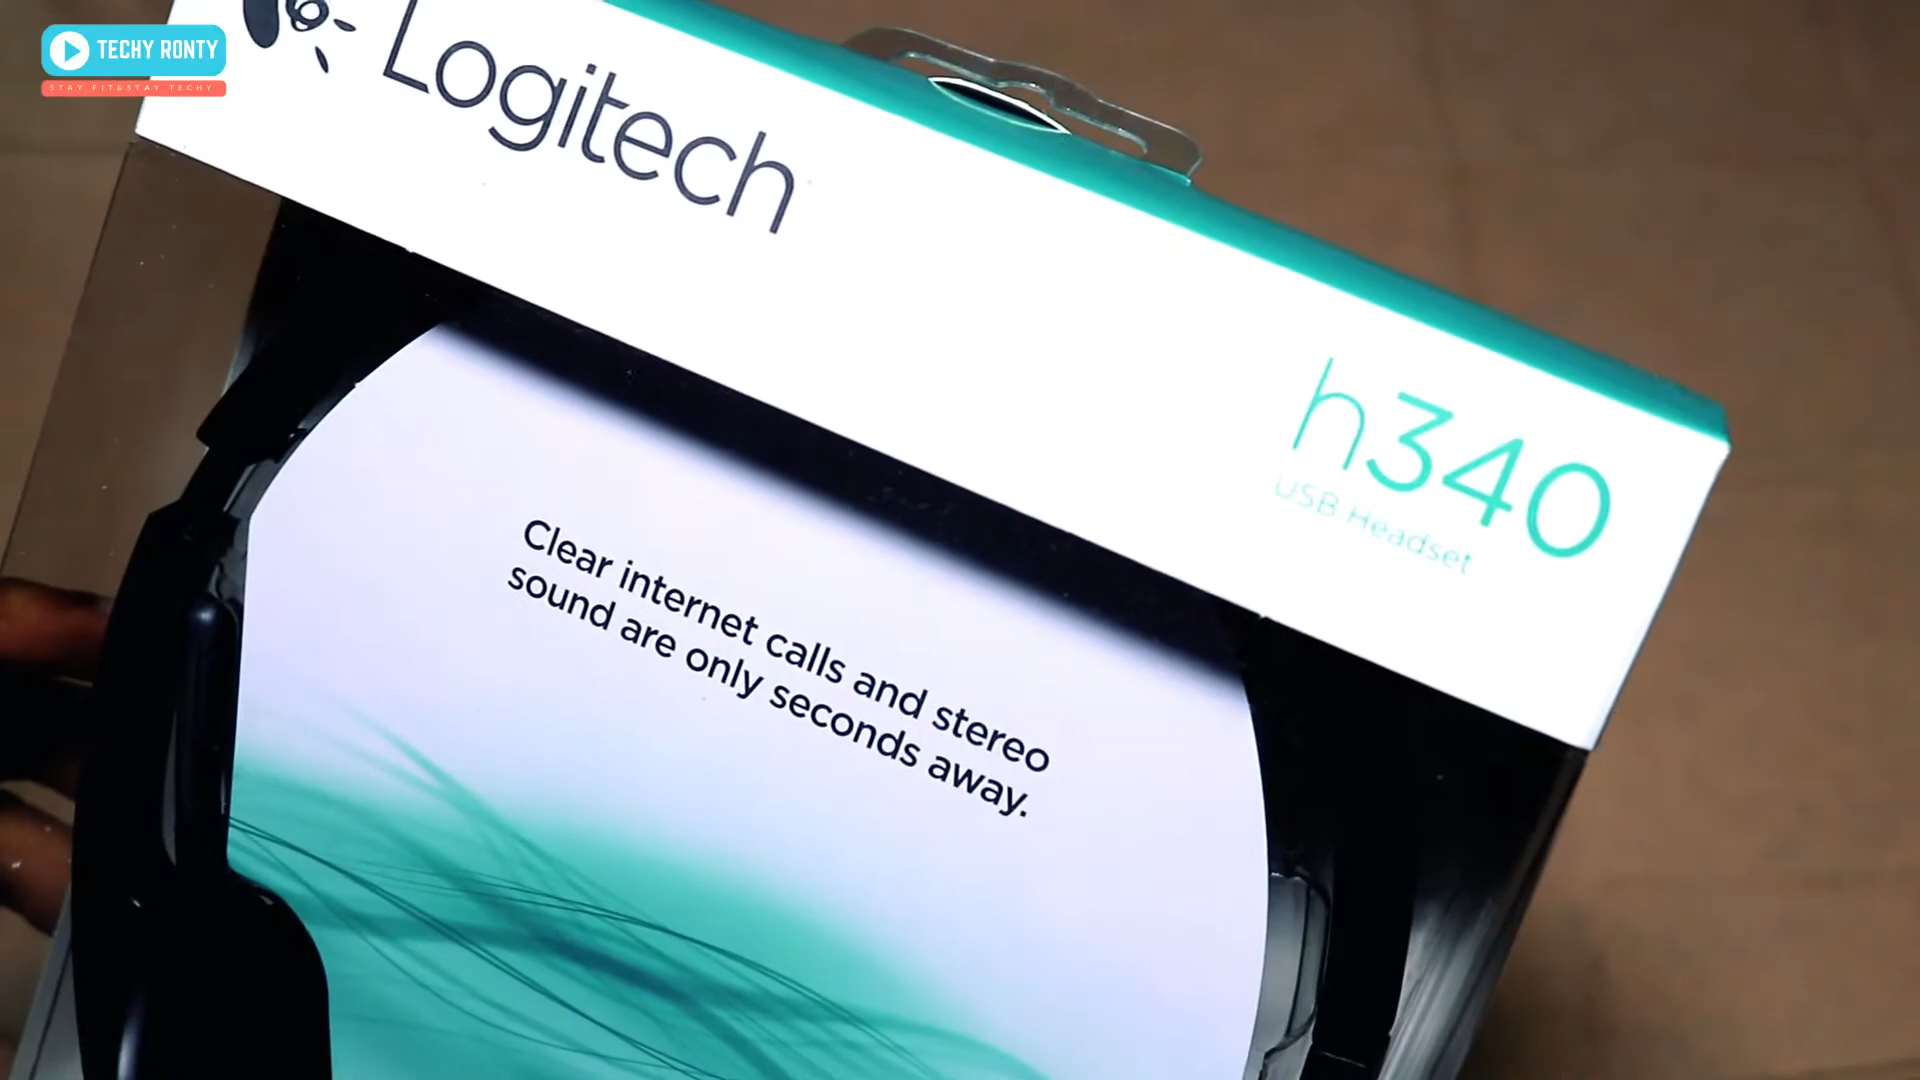 TECHY RONTY
STAY FIT&STAY TECHY
Logitech
h340
USB Headset
Clear internet calls and stereo
sound are only seconds away.